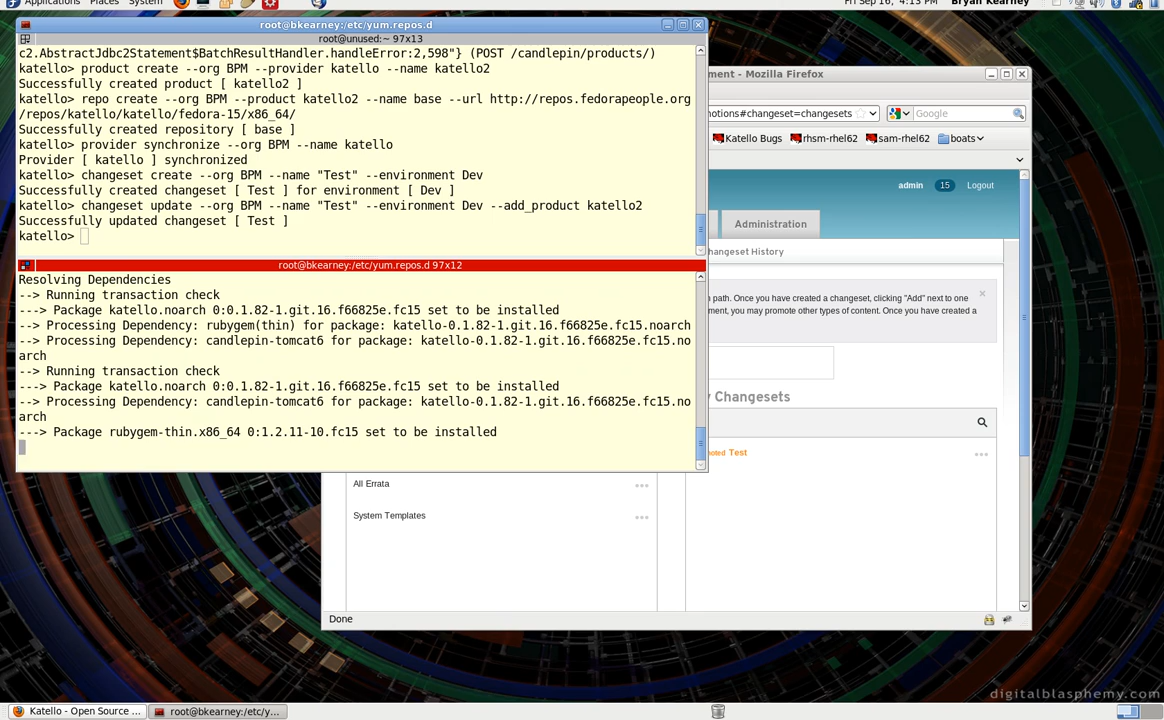 Applications Places System
Fri Sep 16, 4:13 PM Bryan Kearney
root@bkearney:/etc/yum.repos.d
root@unused:~ 97x13
c2.AbstractJdbc2Statement$BatchResultHandler.handleError:2,598"} (POST /candlepin/products/)
katello> product create --org BPM --provider katello --name katello2
Successfully created product [ katello2 ]
katello> repo create --org BPM --product katello2 --name base --url http://repos.fedorapeople.org
/repos/katello/katello/fedora-15/x86_64/
Successfully created repository [ base ]
katello> provider synchronize --org BPM --name katello
Provider [ katello ] synchronized
katello> changeset create --org BPM --name "Test" --environment Dev
Successfully created changeset [ Test ] for environment [ Dev ]
katello> changeset update --org BPM --name "Test" --environment Dev --add_product katello2
Successfully updated changeset [ Test ]
katello>
root@bkearney:/etc/yum.repos.d 97x12
Resolving Dependencies
--> Running transaction check
---> Package katello.noarch 0:0.1.82-1.git.16.f66825e.fc15 set to be installed
--> Processing Dependency: rubygem(thin) for package: katello-0.1.82-1.git.16.f66825e.fc15.noarch
--> Processing Dependency: candlepin-tomcat6 for package: katello-0.1.82-1.git.16.f66825e.fc15.no
arch
--> Running transaction check
---> Package katello.noarch 0:0.1.82-1.git.16.f66825e.fc15 set to be installed
--> Processing Dependency: candlepin-tomcat6 for package: katello-0.1.82-1.git.16.f66825e.fc15.no
arch
---> Package rubygem-thin.x86_64 0:1.2.11-10.fc15 set to be installed
ment - Mozilla Firefox
notions#changeset=changesets Google
Katello Bugs rhsm-rhel62 sam-rhel62 boats
admin 15 Logout
Administration
hangeset History
path. Once you have created a changeset, clicking "Add" next to one
ment, you may promote other types of content. Once you have created a
Changesets
noted Test
All Errata
System Templates
Done
digitalblasphemy.com
Katello - Open Source ... root@bkearney:/etc/y...